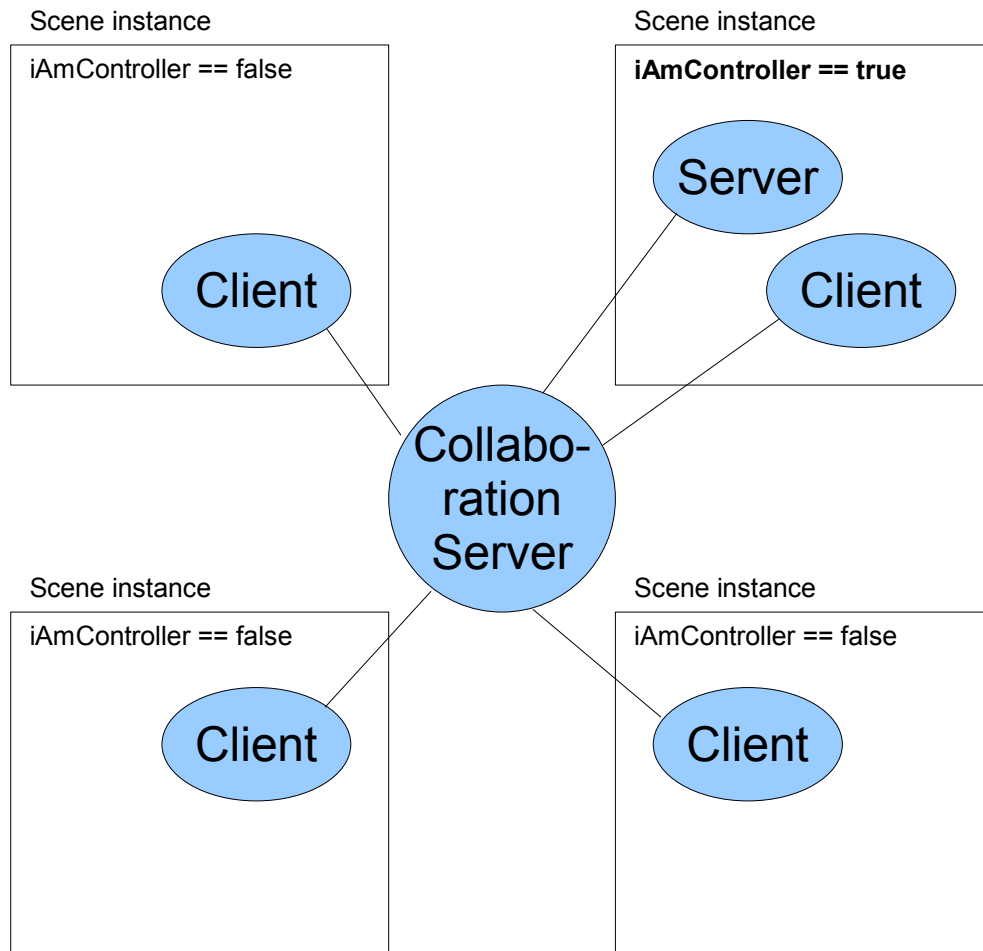 Scene instance
iAmController == false
Client
Scene instance
iAmController == true
Server
Client
Collabo-
ration
Server
Scene instance
iAmController == false
Client
Scene instance
iAmController == false
Client